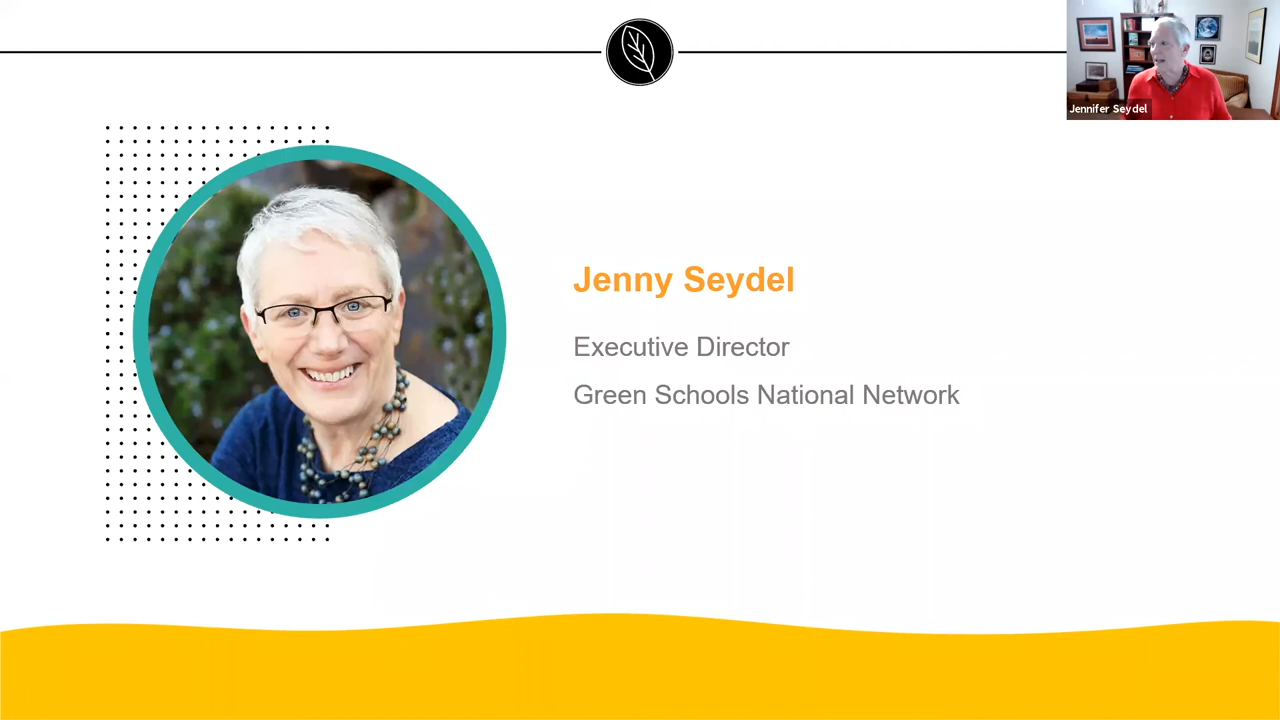 Jennifer Seydel
Jenny Seydel
Executive Director
Green Schools National Network